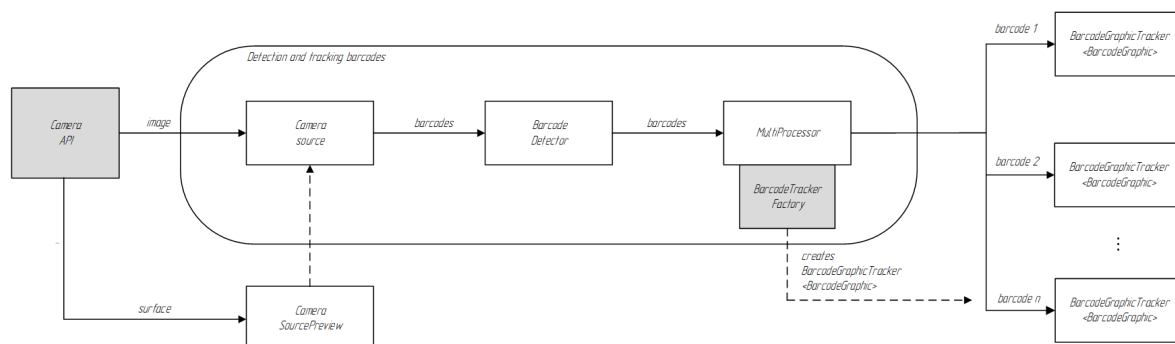 Detection and tracking barcodes
Camera
API
image
Camera
source
barcodes
Barcode
Detector
barcodes
MultiProcessor
BarcodeTracker
Factory
creates
BarcodeGraphicTracker
<BarcodeGraphic>
surface
Camera
SourcePreview
barcode 1
BarcodeGraphicTracker
<BarcodeGraphic>
barcode 2
BarcodeGraphicTracker
<BarcodeGraphic>
barcode n
BarcodeGraphicTracker
<BarcodeGraphic>